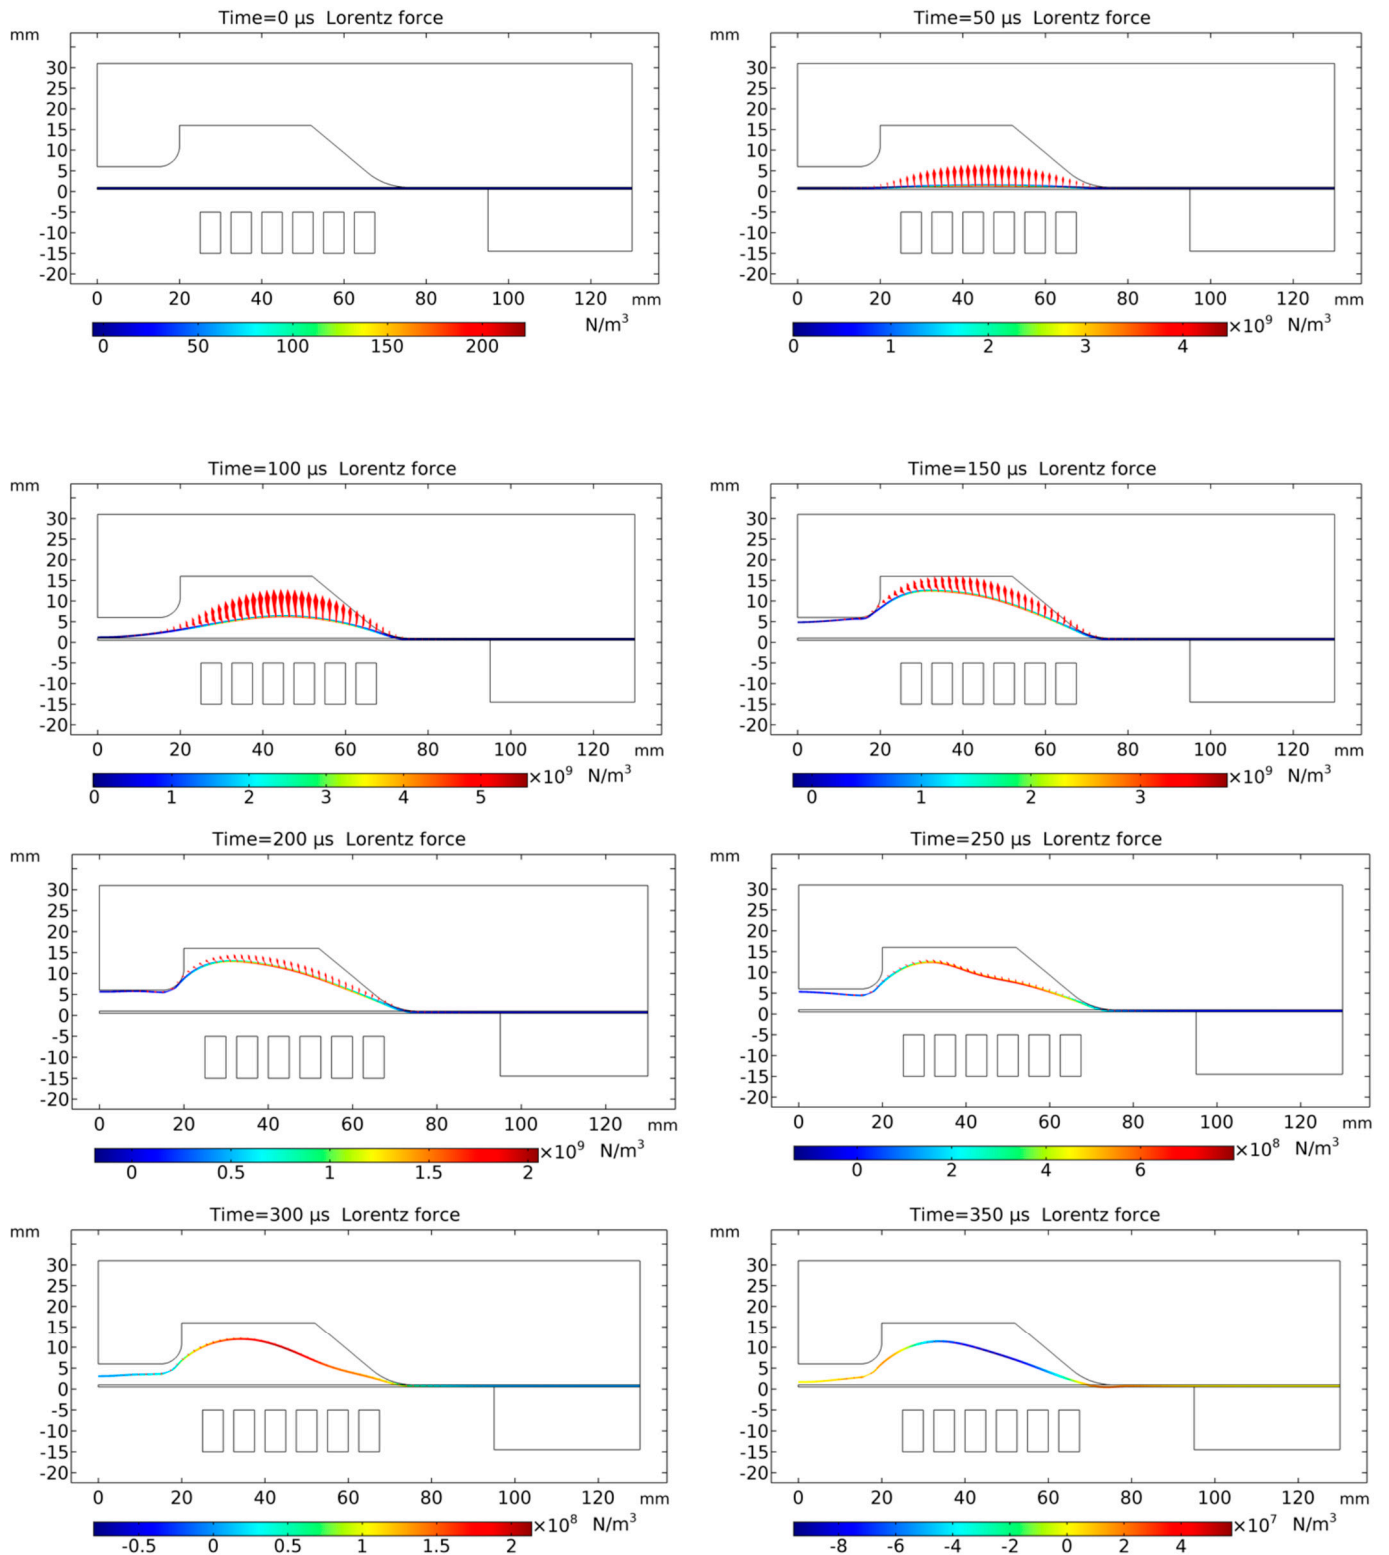 Time=0 µs  Lorentz force
mm
30
25
20
15
10
5
0
-5
-10
-15
-20
0 20 40 60 80 100 120 mm
N/m³
0 50 100 150 200
Time=50 µs  Lorentz force
mm
30
25
20
15
10
5
0
-5
-10
-15
-20
0 20 40 60 80 100 120 mm
×10⁹ N/m³
0 1 2 3 4
Time=100 µs  Lorentz force
mm
30
25
20
15
10
5
0
-5
-10
-15
-20
0 20 40 60 80 100 120 mm
×10⁹ N/m³
0 1 2 3 4 5
Time=150 µs  Lorentz force
mm
30
25
20
15
10
5
0
-5
-10
-15
-20
0 20 40 60 80 100 120 mm
×10⁹ N/m³
0 1 2 3
Time=200 µs  Lorentz force
mm
30
25
20
15
10
5
0
-5
-10
-15
-20
0 20 40 60 80 100 120 mm
×10⁹ N/m³
0 0.5 1 1.5 2
Time=250 µs  Lorentz force
mm
30
25
20
15
10
5
0
-5
-10
-15
-20
0 20 40 60 80 100 120 mm
×10⁸ N/m³
0 2 4 6
Time=300 µs  Lorentz force
mm
30
25
20
15
10
5
0
-5
-10
-15
-20
0 20 40 60 80 100 120 mm
×10⁸ N/m³
-0.5 0 0.5 1 1.5 2
Time=350 µs  Lorentz force
mm
30
25
20
15
10
5
0
-5
-10
-15
-20
0 20 40 60 80 100 120 mm
×10⁷ N/m³
-8 -6 -4 -2 0 2 4